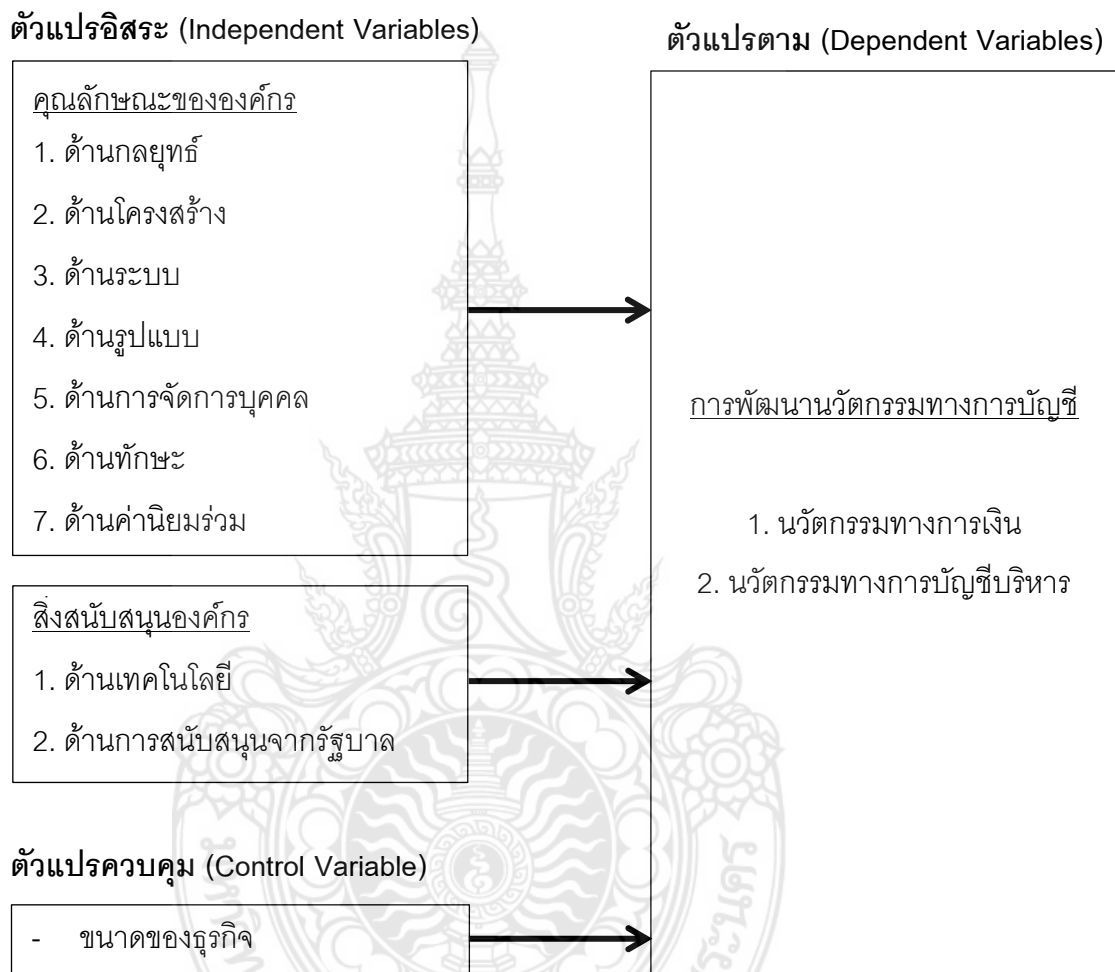 ตัวแปรอิสระ (Independent Variables)
คุณลักษณะขององค์กร
1. ด้านกลยุทธ์
2. ด้านโครงสร้าง
3. ด้านระบบ
4. ด้านรูปแบบ
5. ด้านการจัดการบุคคล
6. ด้านทักษะ
7. ด้านค่านิยมร่วม
สิ่งสนับสนุนองค์กร
1. ด้านเทคโนโลยี
2. ด้านการสนับสนุนจากรัฐบาล
ตัวแปรควบคุม (Control Variable)
- ขนาดของธุรกิจ
ตัวแปรตาม (Dependent Variables)
การพัฒนานวัตกรรมทางการบัญชี
1. นวัตกรรมทางการเงิน
2. นวัตกรรมทางการบัญชีบริหาร
พระนคร